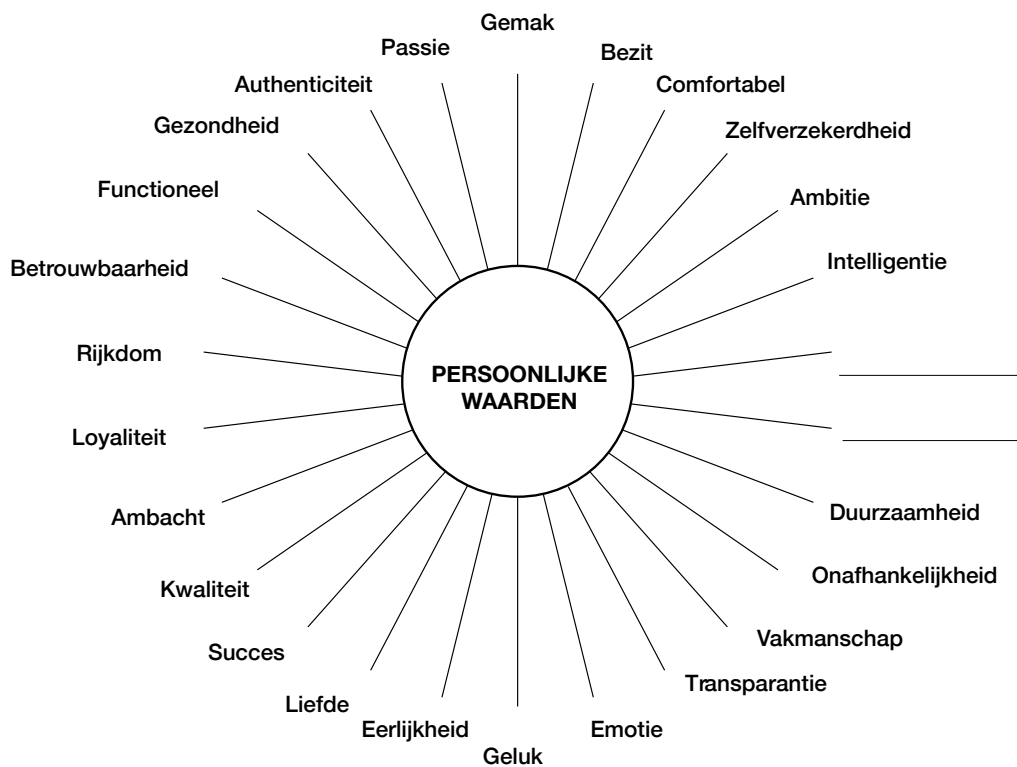 Gemak
Bezit
Comfortabel
Zelfverzekerdheid
Ambitie
Intelligentie
Duurzaamheid
Onafhankelijkheid
Vakmanschap
Transparantie
Emotie
Geluk
Eerlijkheid
Liefde
Succes
Kwaliteit
Ambacht
Loyaliteit
Rijkdom
Betrouwbaarheid
Functioneel
Gezondheid
Authenticiteit
Passie
PERSOONLIJKE
WAARDEN